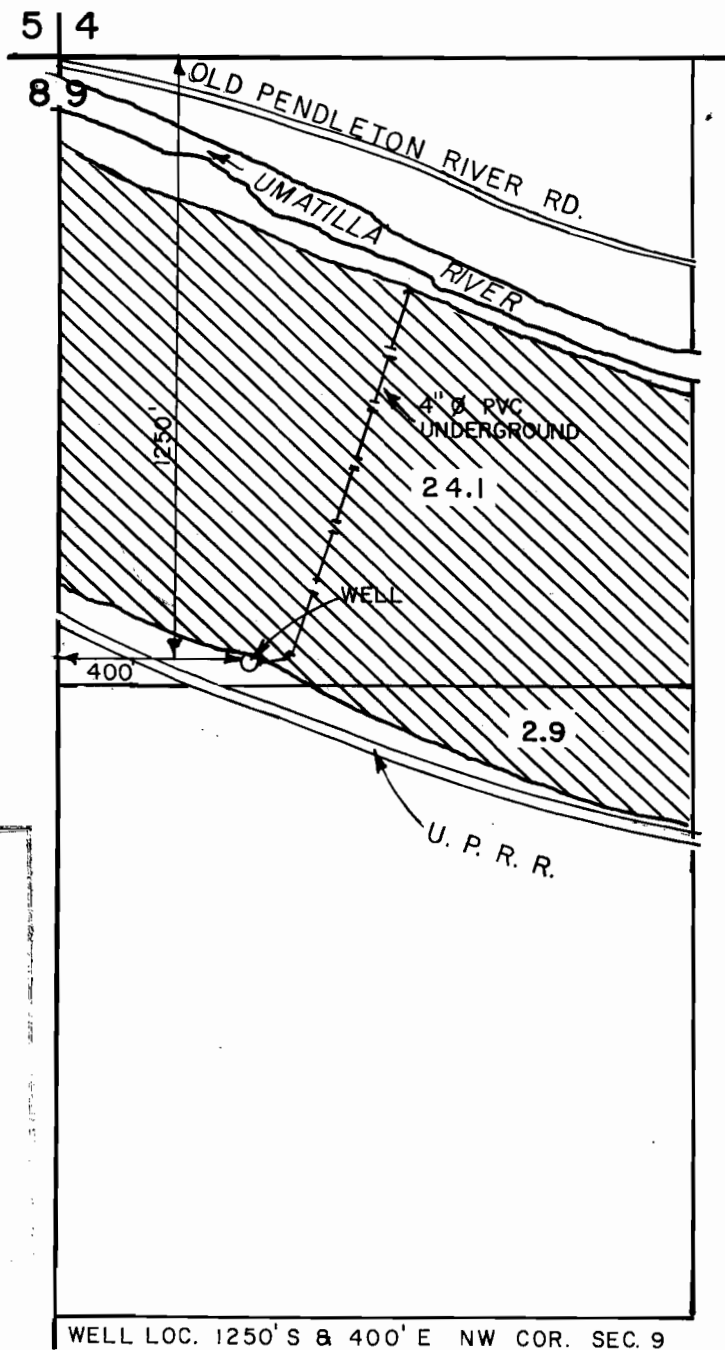 5 4
8 9
OLD PENDLETON RIVER RD.
UMATILLA
RIVER
1250'
4" Ø PVC
UNDERGROUND
24.1
WELL
400'
2.9
U. P. R. R.
WELL LOC. 1250' S & 400' E NW COR. SEC. 9